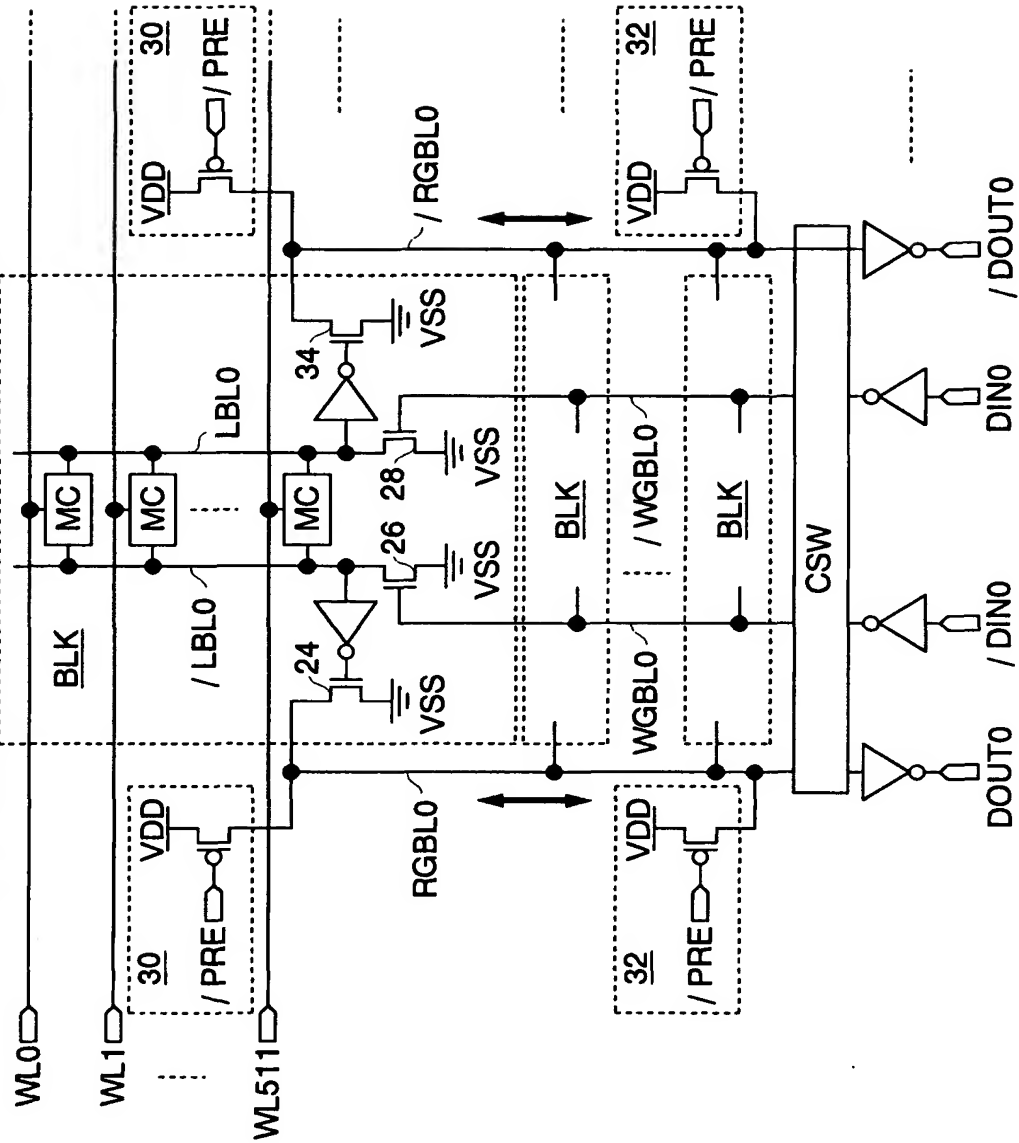 WL0
WL1
WL511
30
VDD
/ PRE
30
VDD
/ PRE
BLK
MC
MC
MC
/ LBL0
LBL0
24
26
28
34
VSS
VSS
VSS
VSS
RGBL0
/ RGBL0
WGBL0
/ WGBL0
BLK
BLK
32
VDD
/ PRE
32
VDD
/ PRE
CSW
DOUT0
/ DIN0
DIN0
/ DOUT0